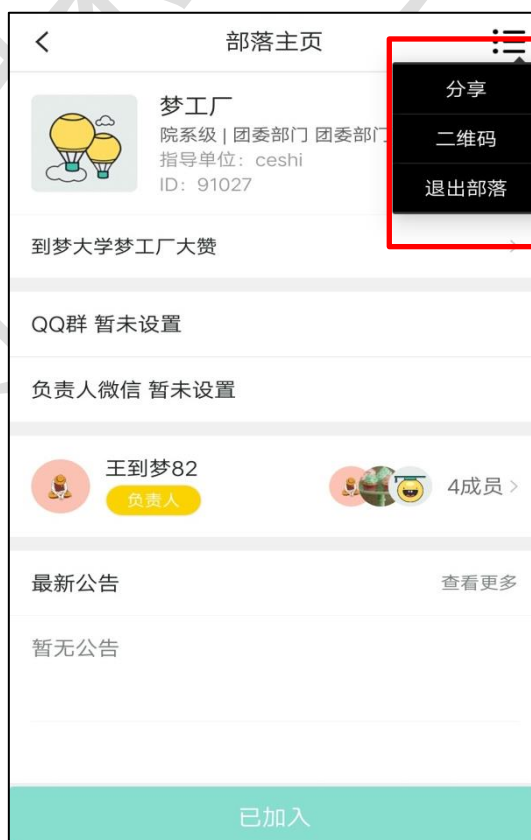 部落主页
梦工厂
院系级 | 团委部门 团委部门
指导单位：ceshi
ID：91027
分享
二维码
退出部落
到梦大学梦工厂大赞
QQ群 暂未设置
负责人微信 暂未设置
王到梦82
负责人
4成员
最新公告
查看更多
暂无公告
已加入